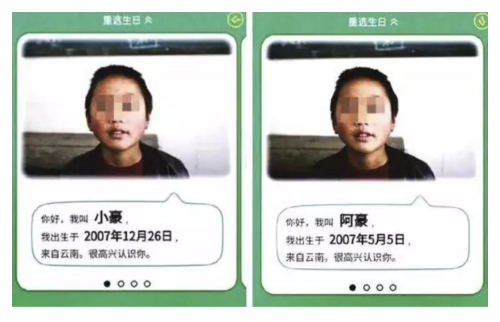 重选生日
你好，我叫 小豪，
我出生于 2007年12月26日，
来自云南。很高兴认识你。
重选生日
你好，我叫 阿豪，
我出生于 2007年5月5日，
来自云南。很高兴认识你。